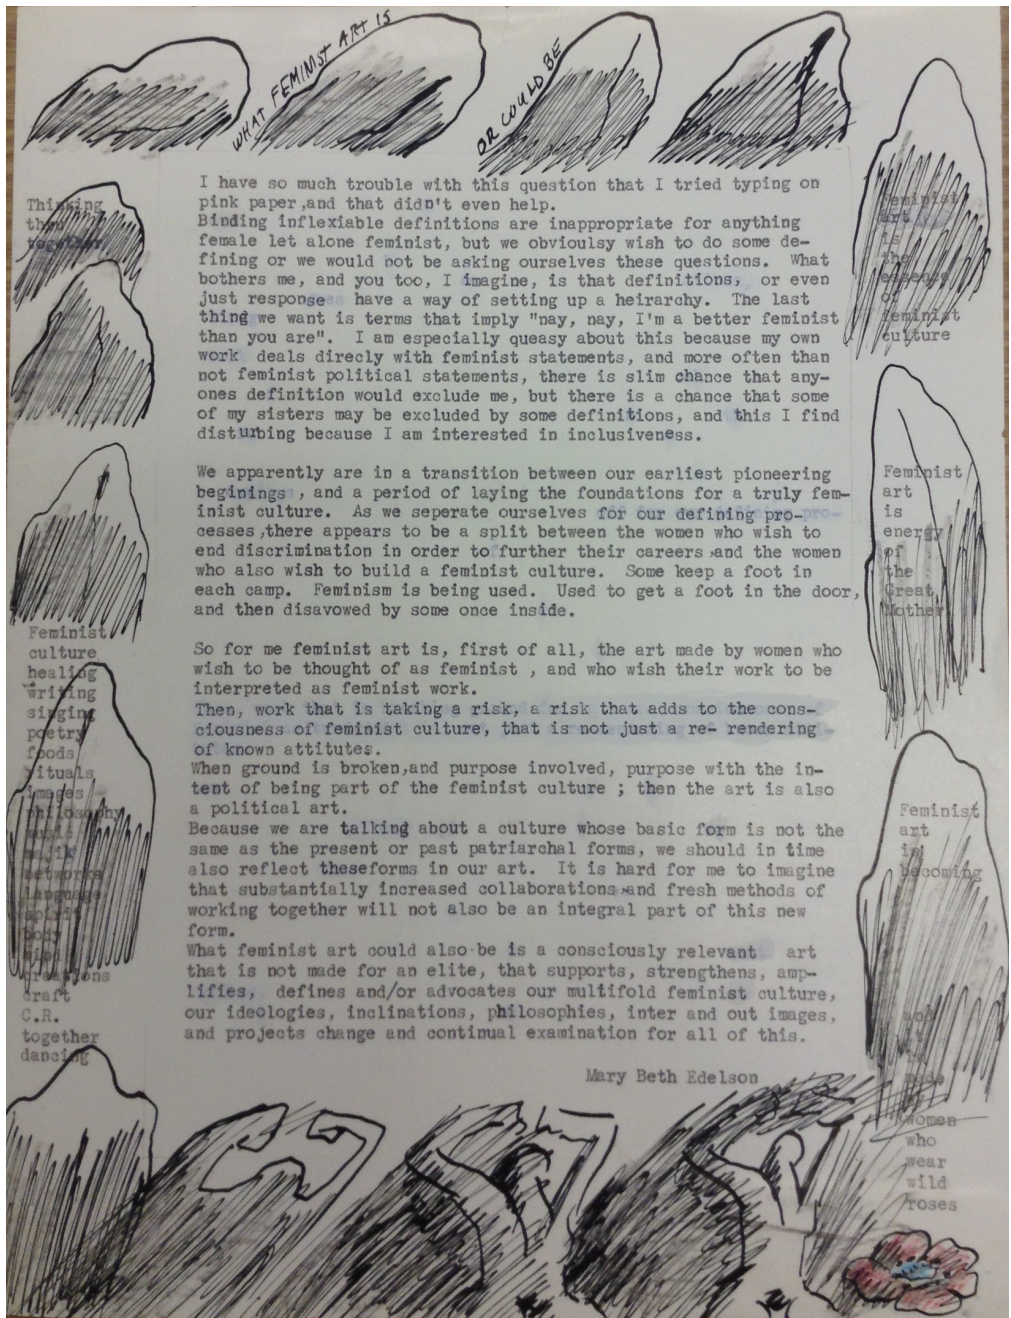 WHAT FEMINIST ART IS
OR COULD BE
I have so much trouble with this question that I tried typing on
pink paper ,and that didn't even help.
Binding inflexiable definitions are inappropriate for anything
female let alone feminist, but we obvioulsy wish to do some de-
fining or we would not be asking ourselves these questions.  What
bothers me, and you too, I imagine, is that definitions,  or even
just response   have a way of setting up a heirarchy.  The last
thing we want is terms that imply "nay, nay, I'm a better feminist
than you are".  I am especially queasy about this because my own
work  deals direcly with feminist statements, and more often than
not feminist political statements, there is slim chance that any-
ones definition would exclude me, but there is a chance that some
of my sisters may be excluded by some definitions, and this I find
disturbing because I am interested in inclusiveness.
We apparently are in a transition between our earliest pioneering
beginings , and a period of laying the foundations for a truly fem-
inist culture.  As we seperate ourselves for our defining pro-
cesses ,there appears to be a split between the women who wish to
end discrimination in order to further their careers ,and the women
who also wish to build a feminist culture.  Some keep a foot in
each camp.  Feminism is being used.  Used to get a foot in the door,
and then disavowed by some once inside.
So for me feminist art is, first of all, the art made by women who
wish to be thought of as feminist , and who wish their work to be
interpreted as feminist work.
Then, work that is taking a risk, a risk that adds to the cons-
ciousness of feminist culture, that is not just a re- rendering
of known attitutes.
When ground is broken,and purpose involved, purpose with the in-
tent of being part of the feminist culture ; then the art is also
a political art.
Because we are talking about a culture whose basic form is not the
same as the present or past patriarchal forms, we should in time
also reflect theseforms in our art.  It is hard for me to imagine
that substantially increased collaborations ,and fresh methods of
working together will not also be an integral part of this new
form.
What feminist art could also be is a consciously relevant   art
that is not made for an elite, that supports, strengthens, amp-
lifies,  defines and/or advocates our multifold feminist culture,
our ideologies, inclinations, philosophies, inter and out images,
and projects change and continual examination for all of this.
Mary Beth Edelson
Thinking
thru
together
Feminist
culture
healing
writing
singing
poetry
foods
rituals
images
philosophy
music
majik
networks
language
spirit
body
mind
creations
craft
C.R.
together
dancing
Feminist
art
is
the
essence
of
feminist
culture
Feminist
art
is
energy
of
the
Great
Mother
Feminist
art
is
becoming
and
it
is
made
by
women
who
wear
wild
roses